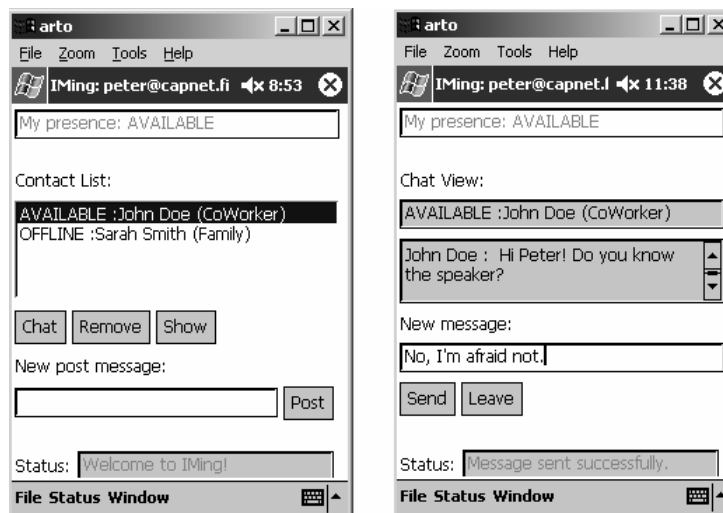 arto
File Zoom Tools Help
IMing: peter@capnet.fi 8:53
My presence: AVAILABLE
Contact List:
AVAILABLE :John Doe (CoWorker)
OFFLINE :Sarah Smith (Family)
Chat Remove Show
New post message:
Post
Status: Welcome to IMing!
File Status Window
arto
File Zoom Tools Help
IMing: peter@capnet.f 11:38
My presence: AVAILABLE
Chat View:
AVAILABLE :John Doe (CoWorker)
John Doe : Hi Peter! Do you know
the speaker?
New message:
No, I'm afraid not.
Send Leave
Status: Message sent successfully.
File Status Window